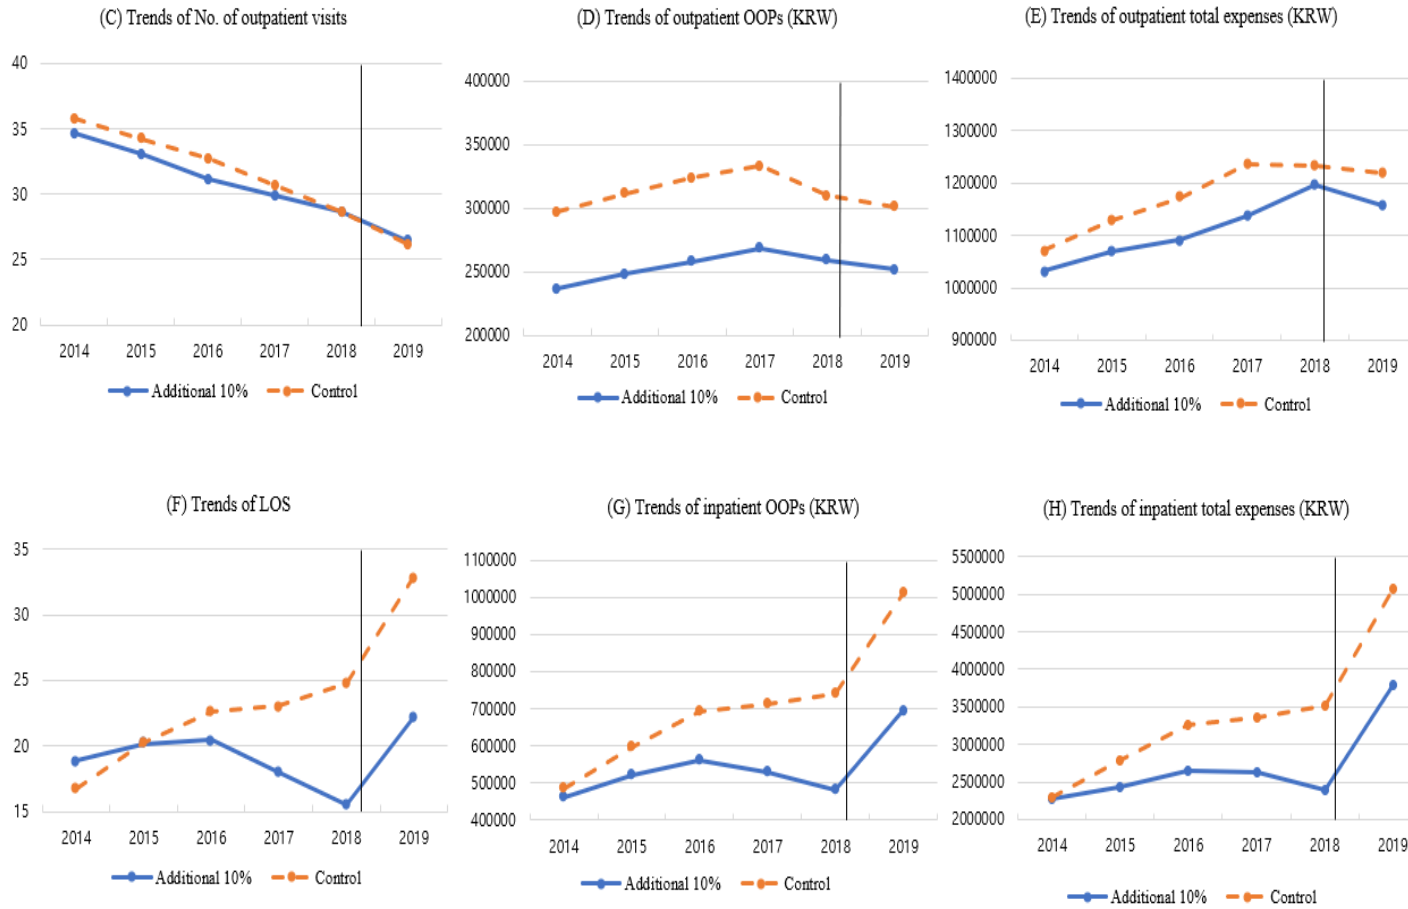 (C) Trends of No. of outpatient visits
40
35
30
25
20
2014 2015 2016 2017 2018 2019
Additional 10% Control
(D) Trends of outpatient OOPs (KRW)
400000
350000
300000
250000
200000
2014 2015 2016 2017 2018 2019
Additional 10% Control
(E) Trends of outpatient total expenses (KRW)
1400000
1300000
1200000
1100000
1000000
900000
2014 2015 2016 2017 2018 2019
Additional 10% Control
(F) Trends of LOS
35
30
25
20
15
2014 2015 2016 2017 2018 2019
Additional 10% Control
(G) Trends of inpatient OOPs (KRW)
1100000
1000000
900000
800000
700000
600000
500000
400000
2014 2015 2016 2017 2018 2019
Additional 10% Control
(H) Trends of inpatient total expenses (KRW)
5500000
5000000
4500000
4000000
3500000
3000000
2500000
2000000
2014 2015 2016 2017 2018 2019
Additional 10% Control